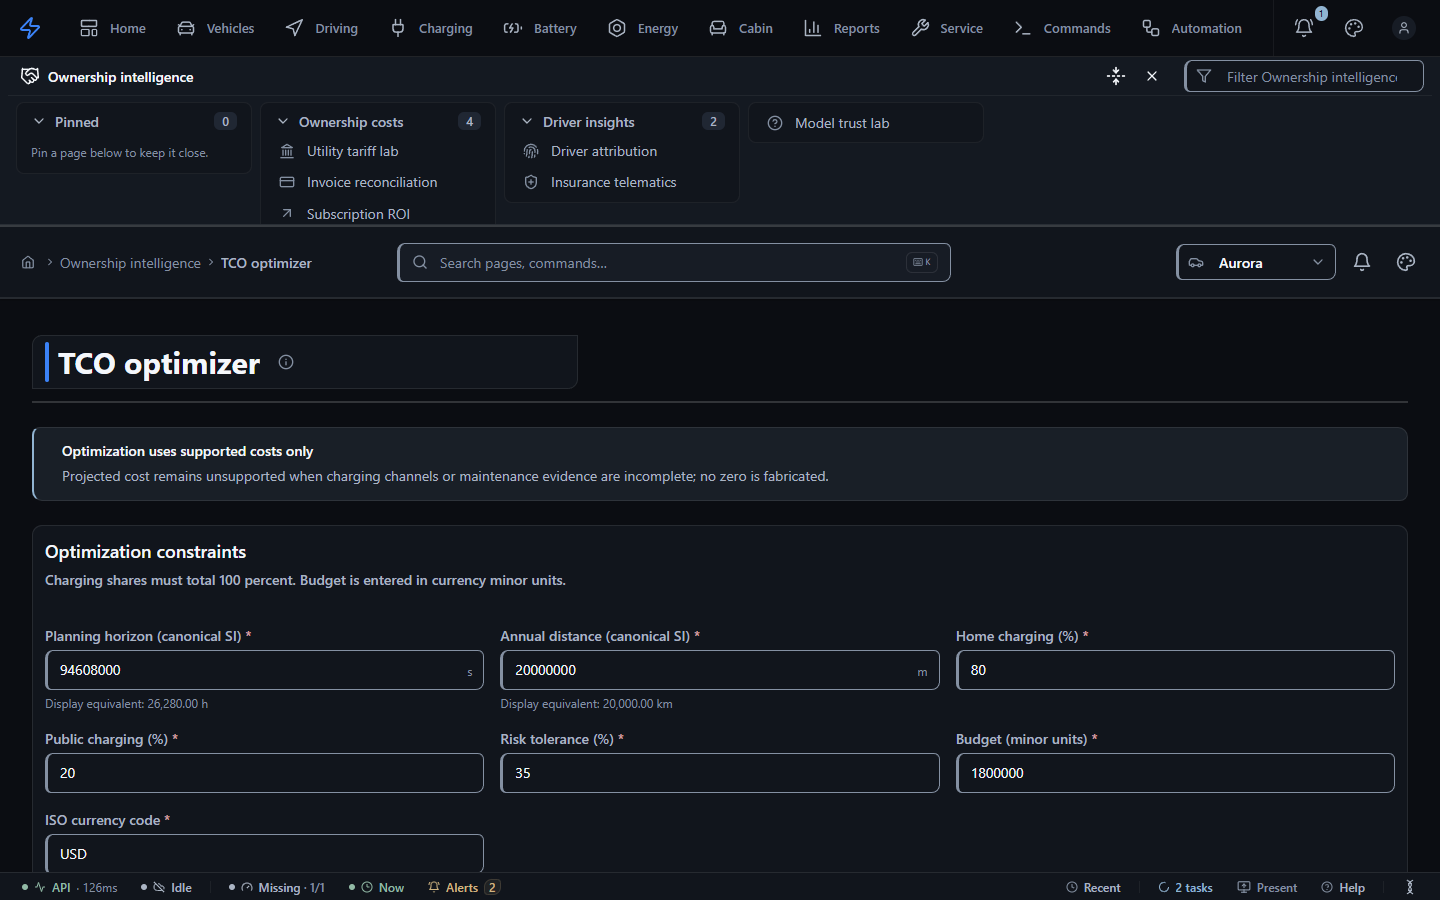 Home
Vehicles
Driving
Charging
Battery
Energy
Cabin
Reports
Service
Commands
Automation
1
Ownership intelligence
Filter Ownership intelligence
Pinned
0
Pin a page below to keep it close.
Ownership costs
4
Utility tariff lab
Invoice reconciliation
Subscription ROI
Driver insights
2
Driver attribution
Insurance telematics
Model trust lab
Ownership intelligence
TCO optimizer
Search pages, commands...
K
Aurora
TCO optimizer
Optimization uses supported costs only
Projected cost remains unsupported when charging channels or maintenance evidence are incomplete; no zero is fabricated.
Optimization constraints
Charging shares must total 100 percent. Budget is entered in currency minor units.
Planning horizon (canonical SI) *
94608000
s
Display equivalent: 26,280.00 h
Annual distance (canonical SI) *
20000000
m
Display equivalent: 20,000.00 km
Home charging (%) *
80
Public charging (%) *
20
Risk tolerance (%) *
35
Budget (minor units) *
1800000
ISO currency code *
USD
API · 126ms
Idle
Missing · 1/1
Now
Alerts 2
Recent
2 tasks
Present
Help